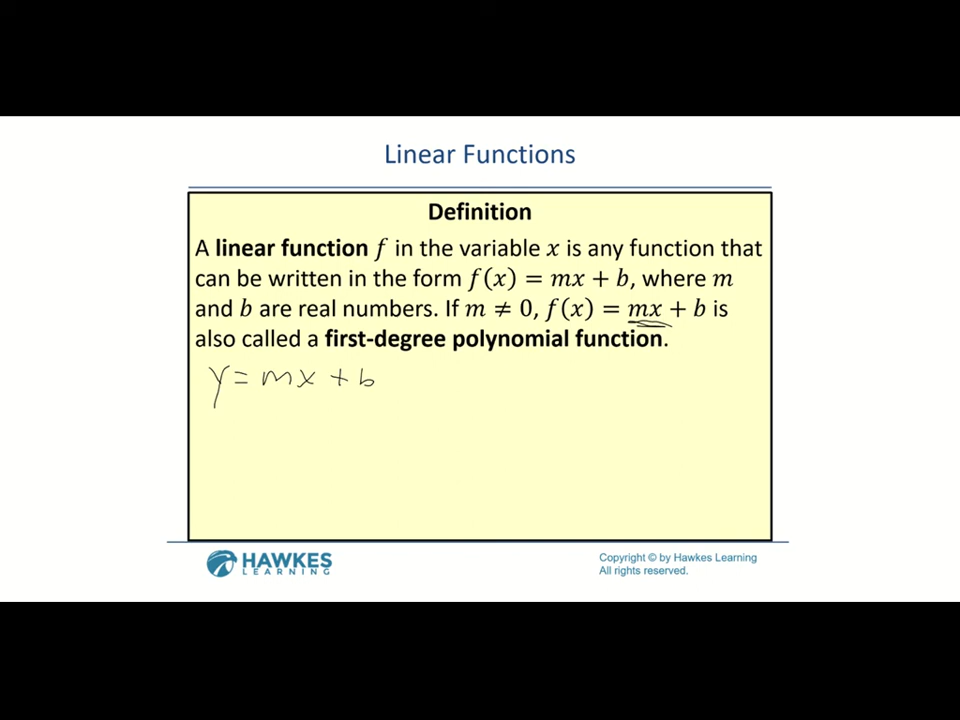 Linear Functions
Definition
A linear function f in the variable x is any function that
can be written in the form f(x) = mx + b, where m
and b are real numbers. If m ≠ 0, f(x) = mx + b is
also called a first-degree polynomial function.
y = mx + b
HAWKES
LEARNING
Copyright © by Hawkes Learning
All rights reserved.